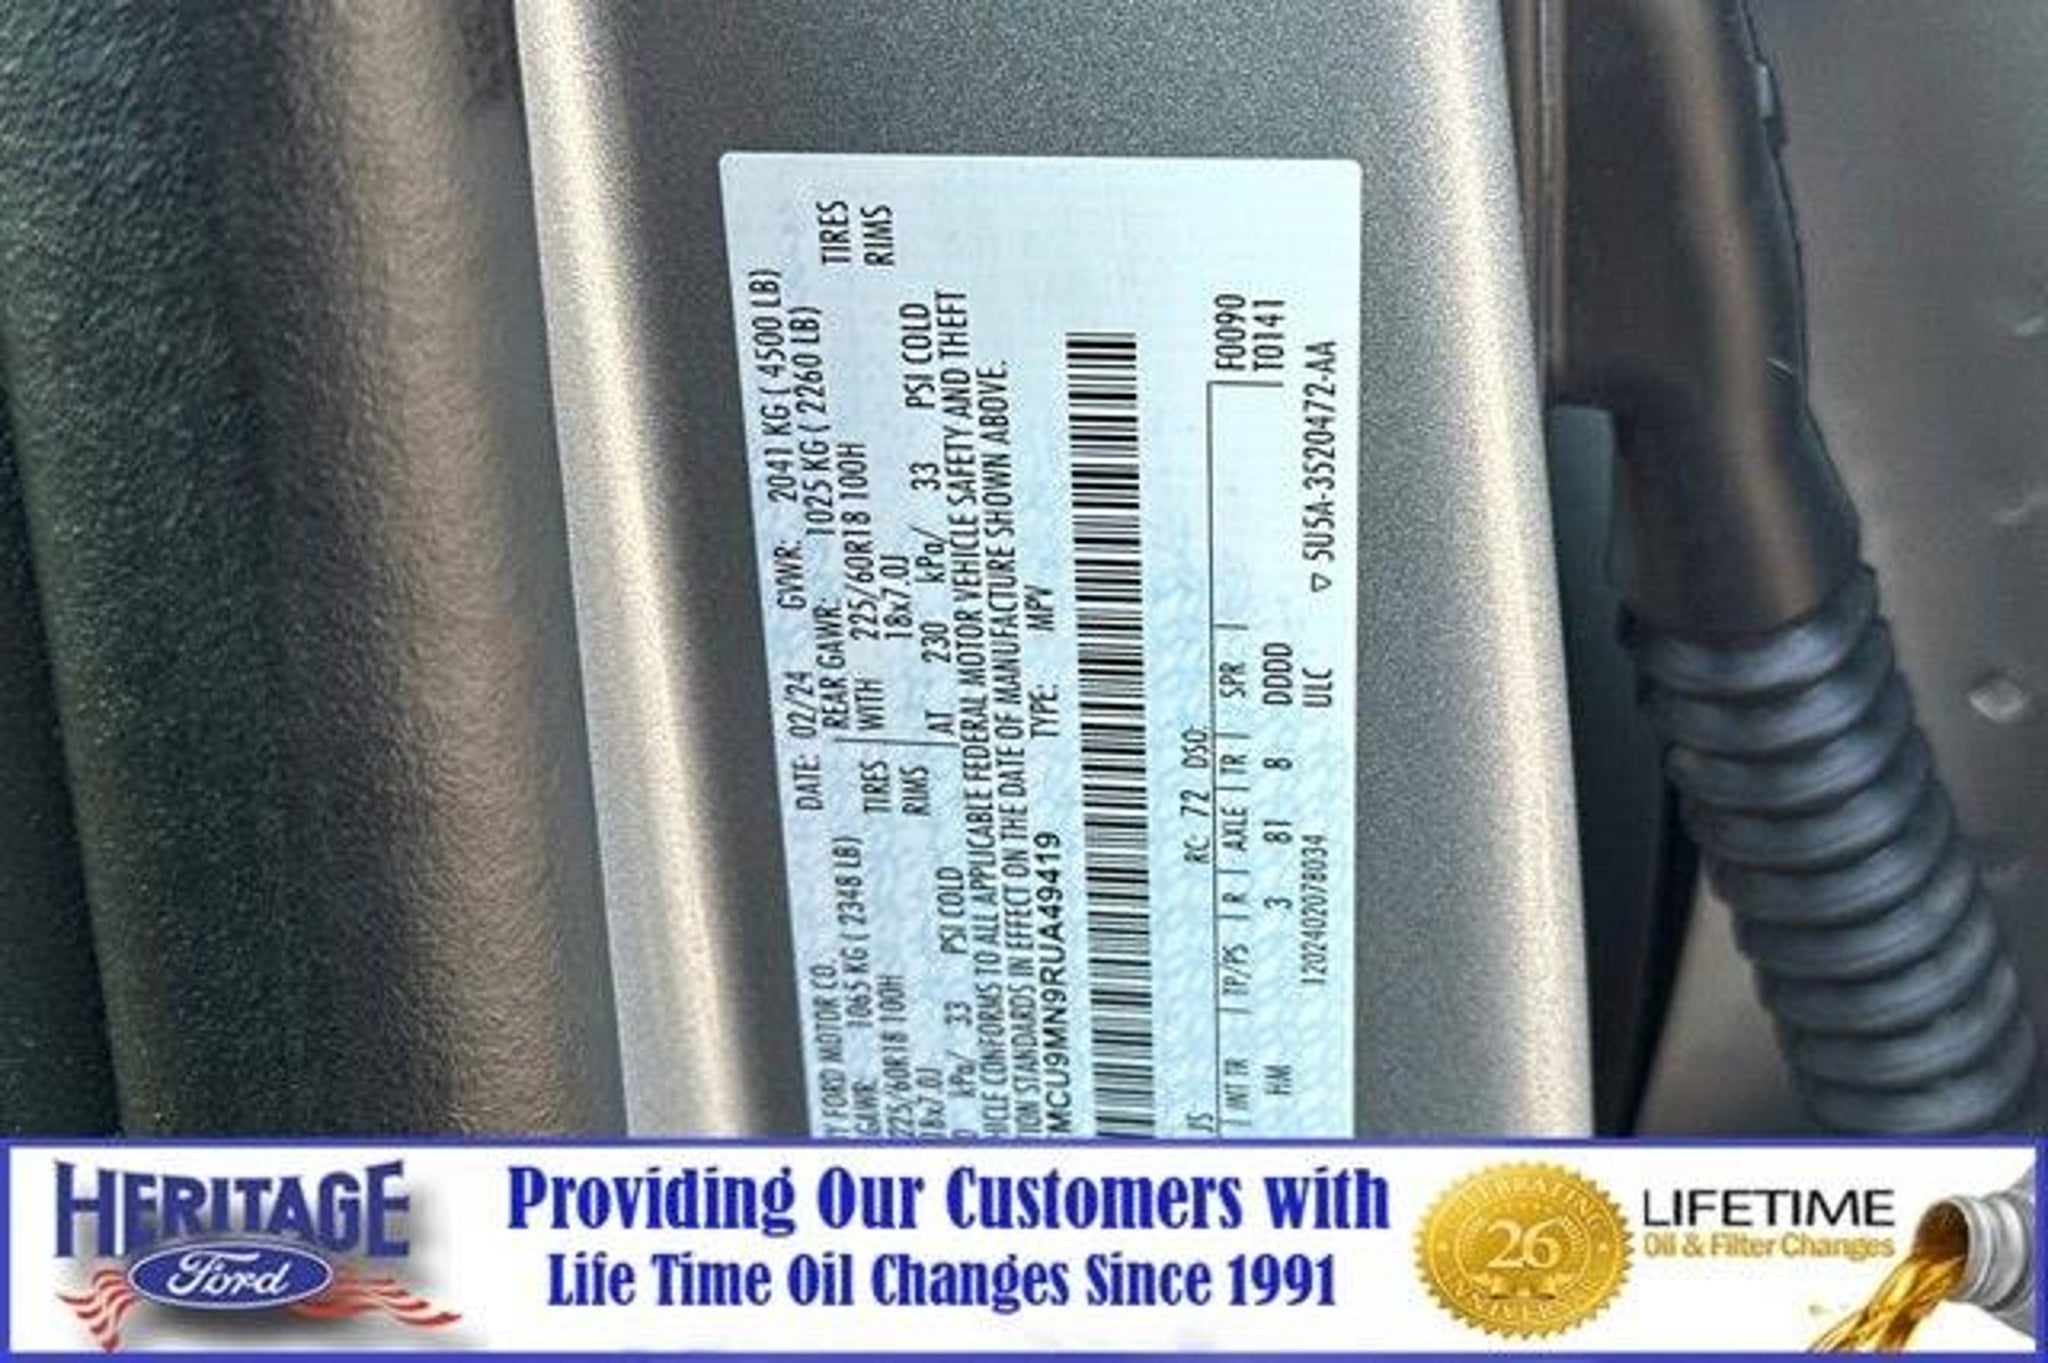 Y FORD MOTOR CO. DATE: 02/24 GVWR: 2041 KG ( 4500 LB)
GAWR: 1065 KG ( 2348 LB) REAR GAWR: 1025 KG ( 2260 LB)
225/60R18 100H TIRES WITH 225/60R18 100H TIRES
18x7.0J RIMS 18x7.0J RIMS
0 kPa/ 33 PSI COLD AT 230 kPa/ 33 PSI COLD
HICLE CONFORMS TO ALL APPLICABLE FEDERAL MOTOR VEHICLE SAFETY AND THEFT
TION STANDARDS IN EFFECT ON THE DATE OF MANUFACTURE SHOWN ABOVE.
MCU9MN9RUA49419 TYPE: MPV
RC: 72 DSO: F0090
INT TR TP/PS R AXLE TR SPR T0141
HM 3 81 8 DDDD
1202402078034 ULC ▽ 5U5A-3520472-AA
HERITAGE
Ford
Providing Our Customers with
Life Time Oil Changes Since 1991
26
LIFETIME
Oil & Filter Changes